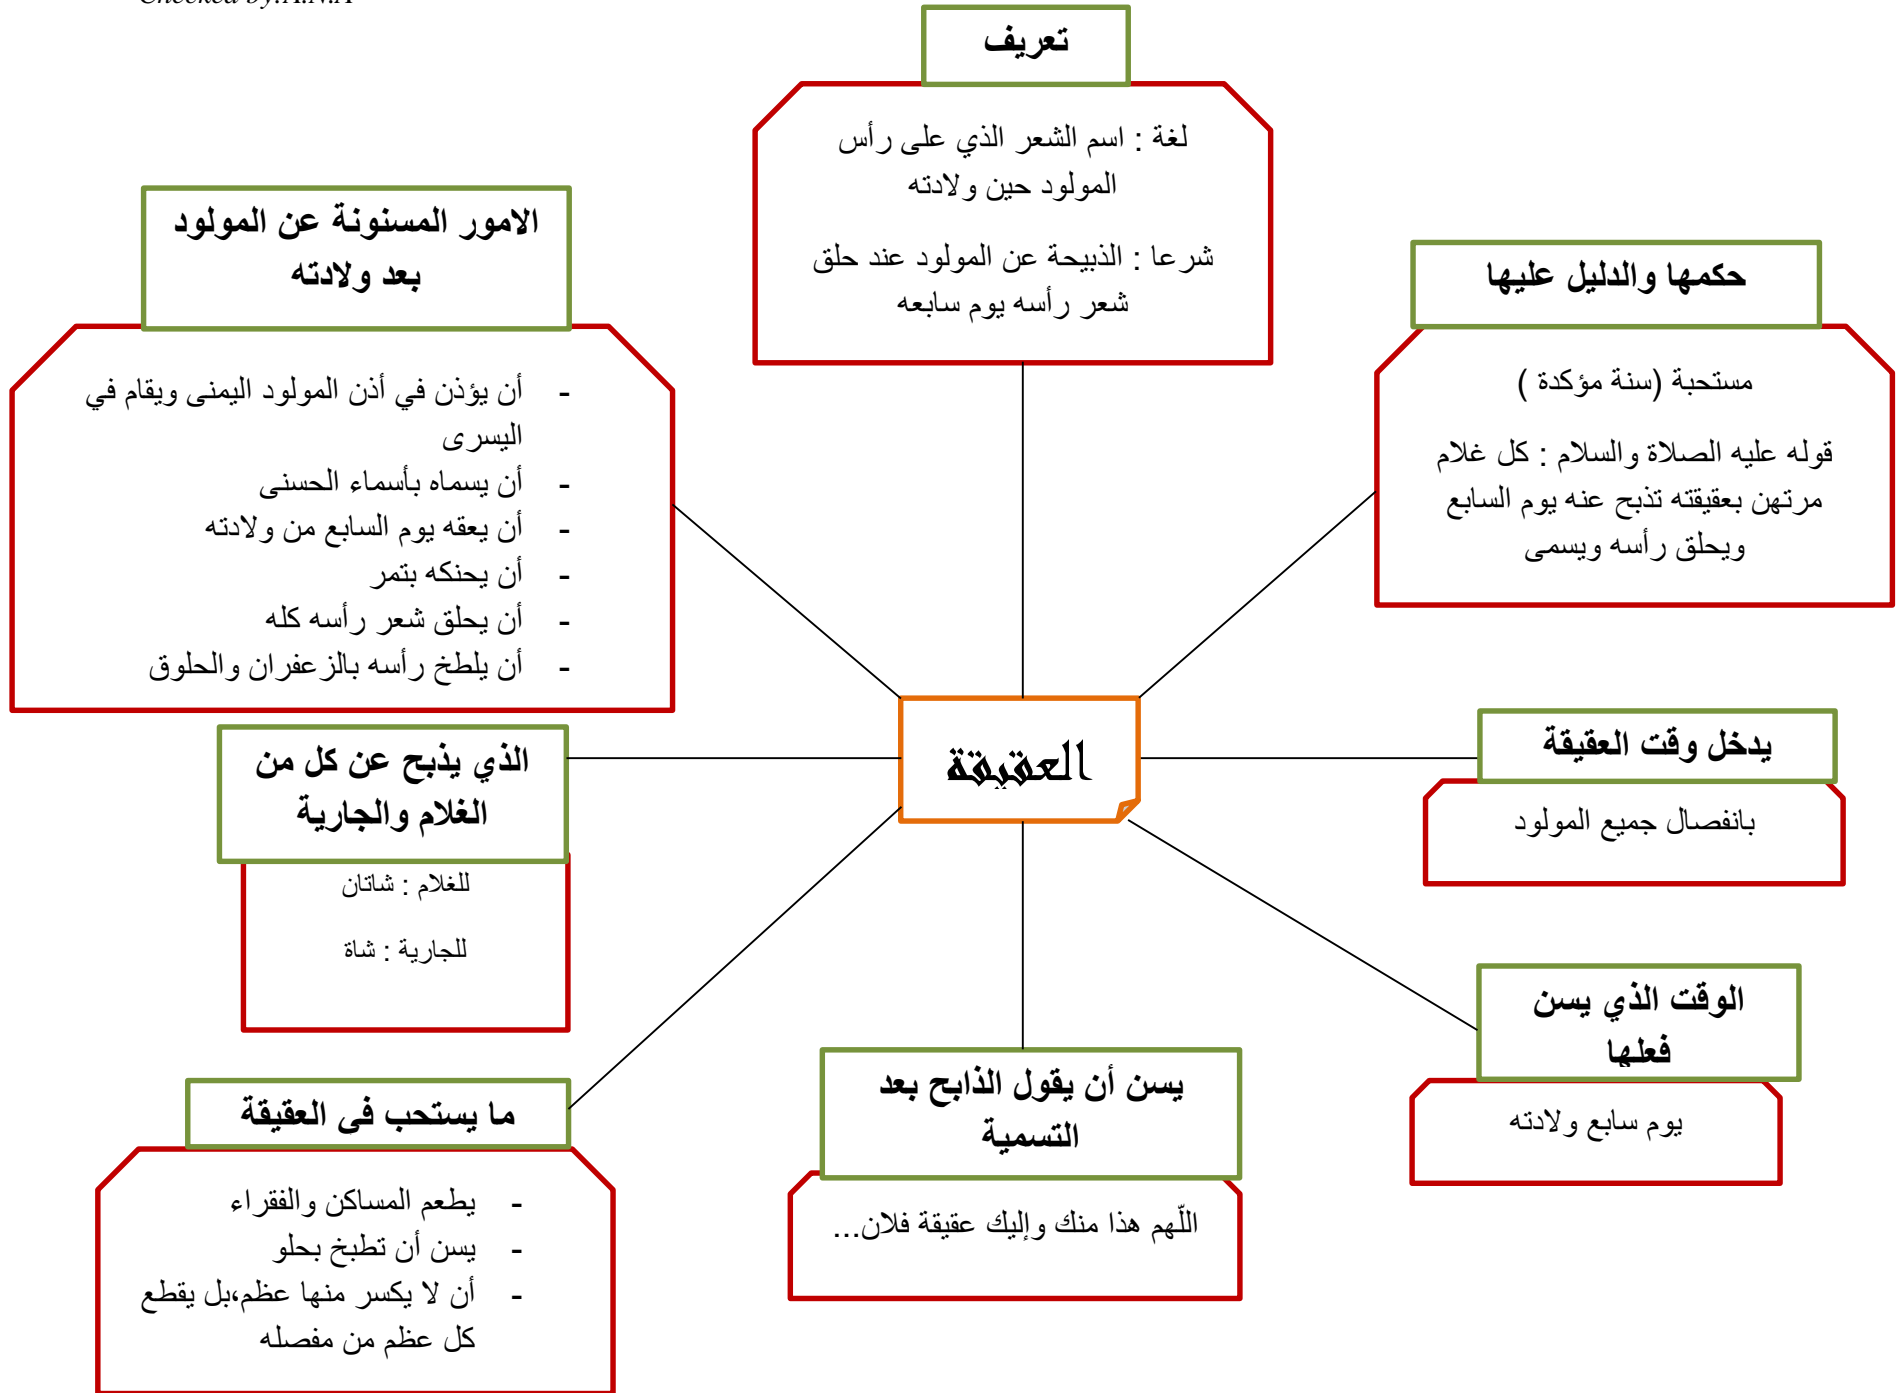 Checked by:A.N.A
تعريف
لغة : اسم الشعر الذي على رأس
المولود حين ولادته
شرعا : الذبيحة عن المولود عند حلق
شعر رأسه يوم سابعه
حكمها والدليل عليها
مستحبة (سنة مؤكدة )
قوله عليه الصلاة والسلام : كل غلام
مرتهن بعقيقته تذبح عنه يوم السابع
ويحلق رأسه ويسمى
الامور المسنونة عن المولود
بعد ولادته
- أن يؤذن في أذن المولود اليمنى ويقام في
اليسرى
- أن يسماه بأسماء الحسنى
- أن يعقه يوم السابع من ولادته
- أن يحنكه بتمر
- أن يحلق شعر رأسه كله
- أن يلطخ رأسه بالزعفران والحلوق
العقيقة
يدخل وقت العقيقة
بانفصال جميع المولود
الذي يذبح عن كل من
الغلام والجارية
للغلام : شاتان
للجارية : شاة
الوقت الذي يسن
فعلها
يوم سابع ولادته
يسن أن يقول الذابح بعد
التسمية
اللّهم هذا منك وإليك عقيقة فلان...
ما يستحب في العقيقة
- يطعم المساكن والفقراء
- يسن أن تطبخ بحلو
- أن لا يكسر منها عظم،بل يقطع
كل عظم من مفصله